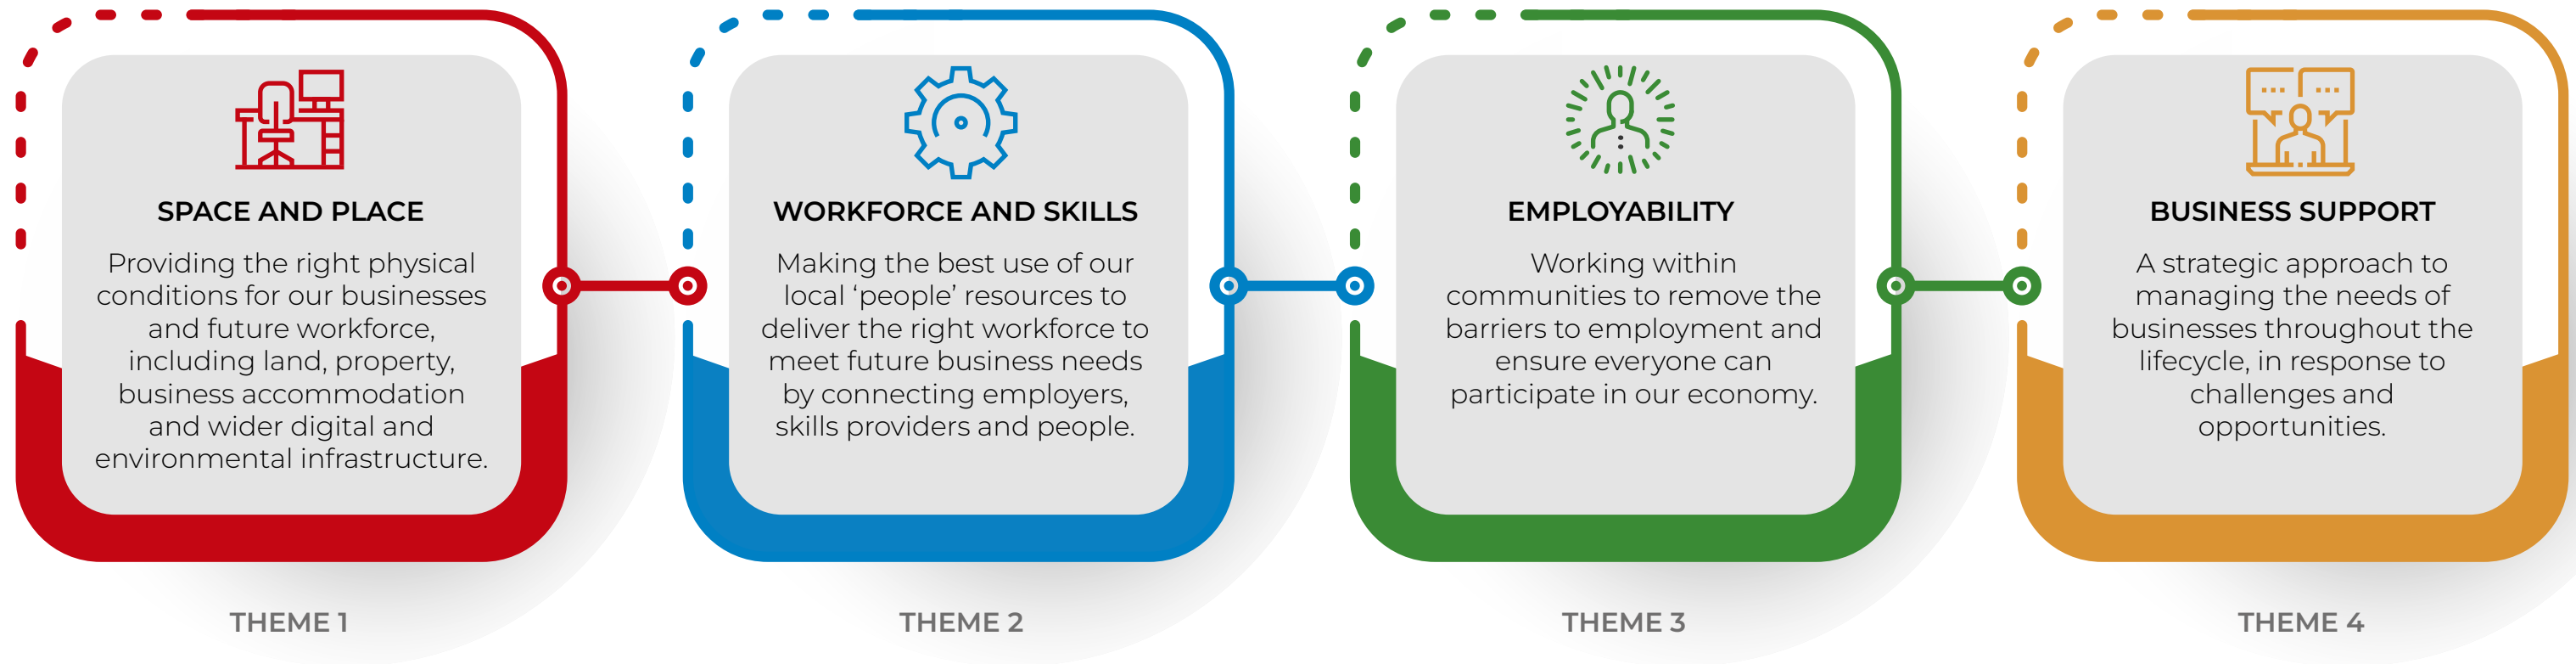 SPACE AND PLACE
Providing the right physical
conditions for our businesses
and future workforce,
including land, property,
business accommodation
and wider digital and
environmental infrastructure.
THEME 1
WORKFORCE AND SKILLS
Making the best use of our
local ‘people’ resources to
deliver the right workforce to
meet future business needs
by connecting employers,
skills providers and people.
THEME 2
EMPLOYABILITY
Working within
communities to remove the
barriers to employment and
ensure everyone can
participate in our economy.
THEME 3
BUSINESS SUPPORT
A strategic approach to
managing the needs of
businesses throughout the
lifecycle, in response to
challenges and
opportunities.
THEME 4